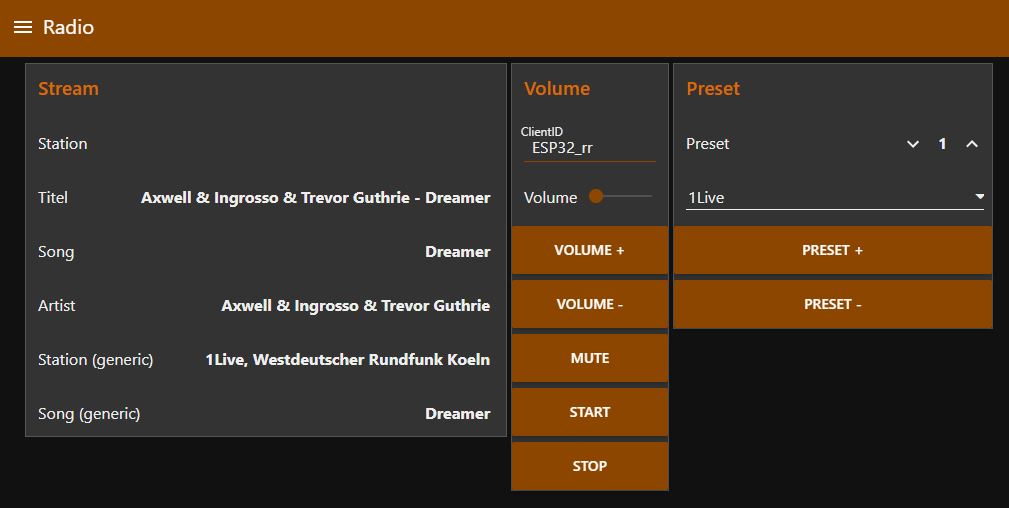 Radio
Stream
Station
Titel Axwell & Ingrosso & Trevor Guthrie - Dreamer
Song Dreamer
Artist Axwell & Ingrosso & Trevor Guthrie
Station (generic) 1Live, Westdeutscher Rundfunk Koeln
Song (generic) Dreamer
Volume
ClientID
ESP32_rr
Volume
VOLUME +
VOLUME -
MUTE
START
STOP
Preset
Preset 1
1Live
PRESET +
PRESET -